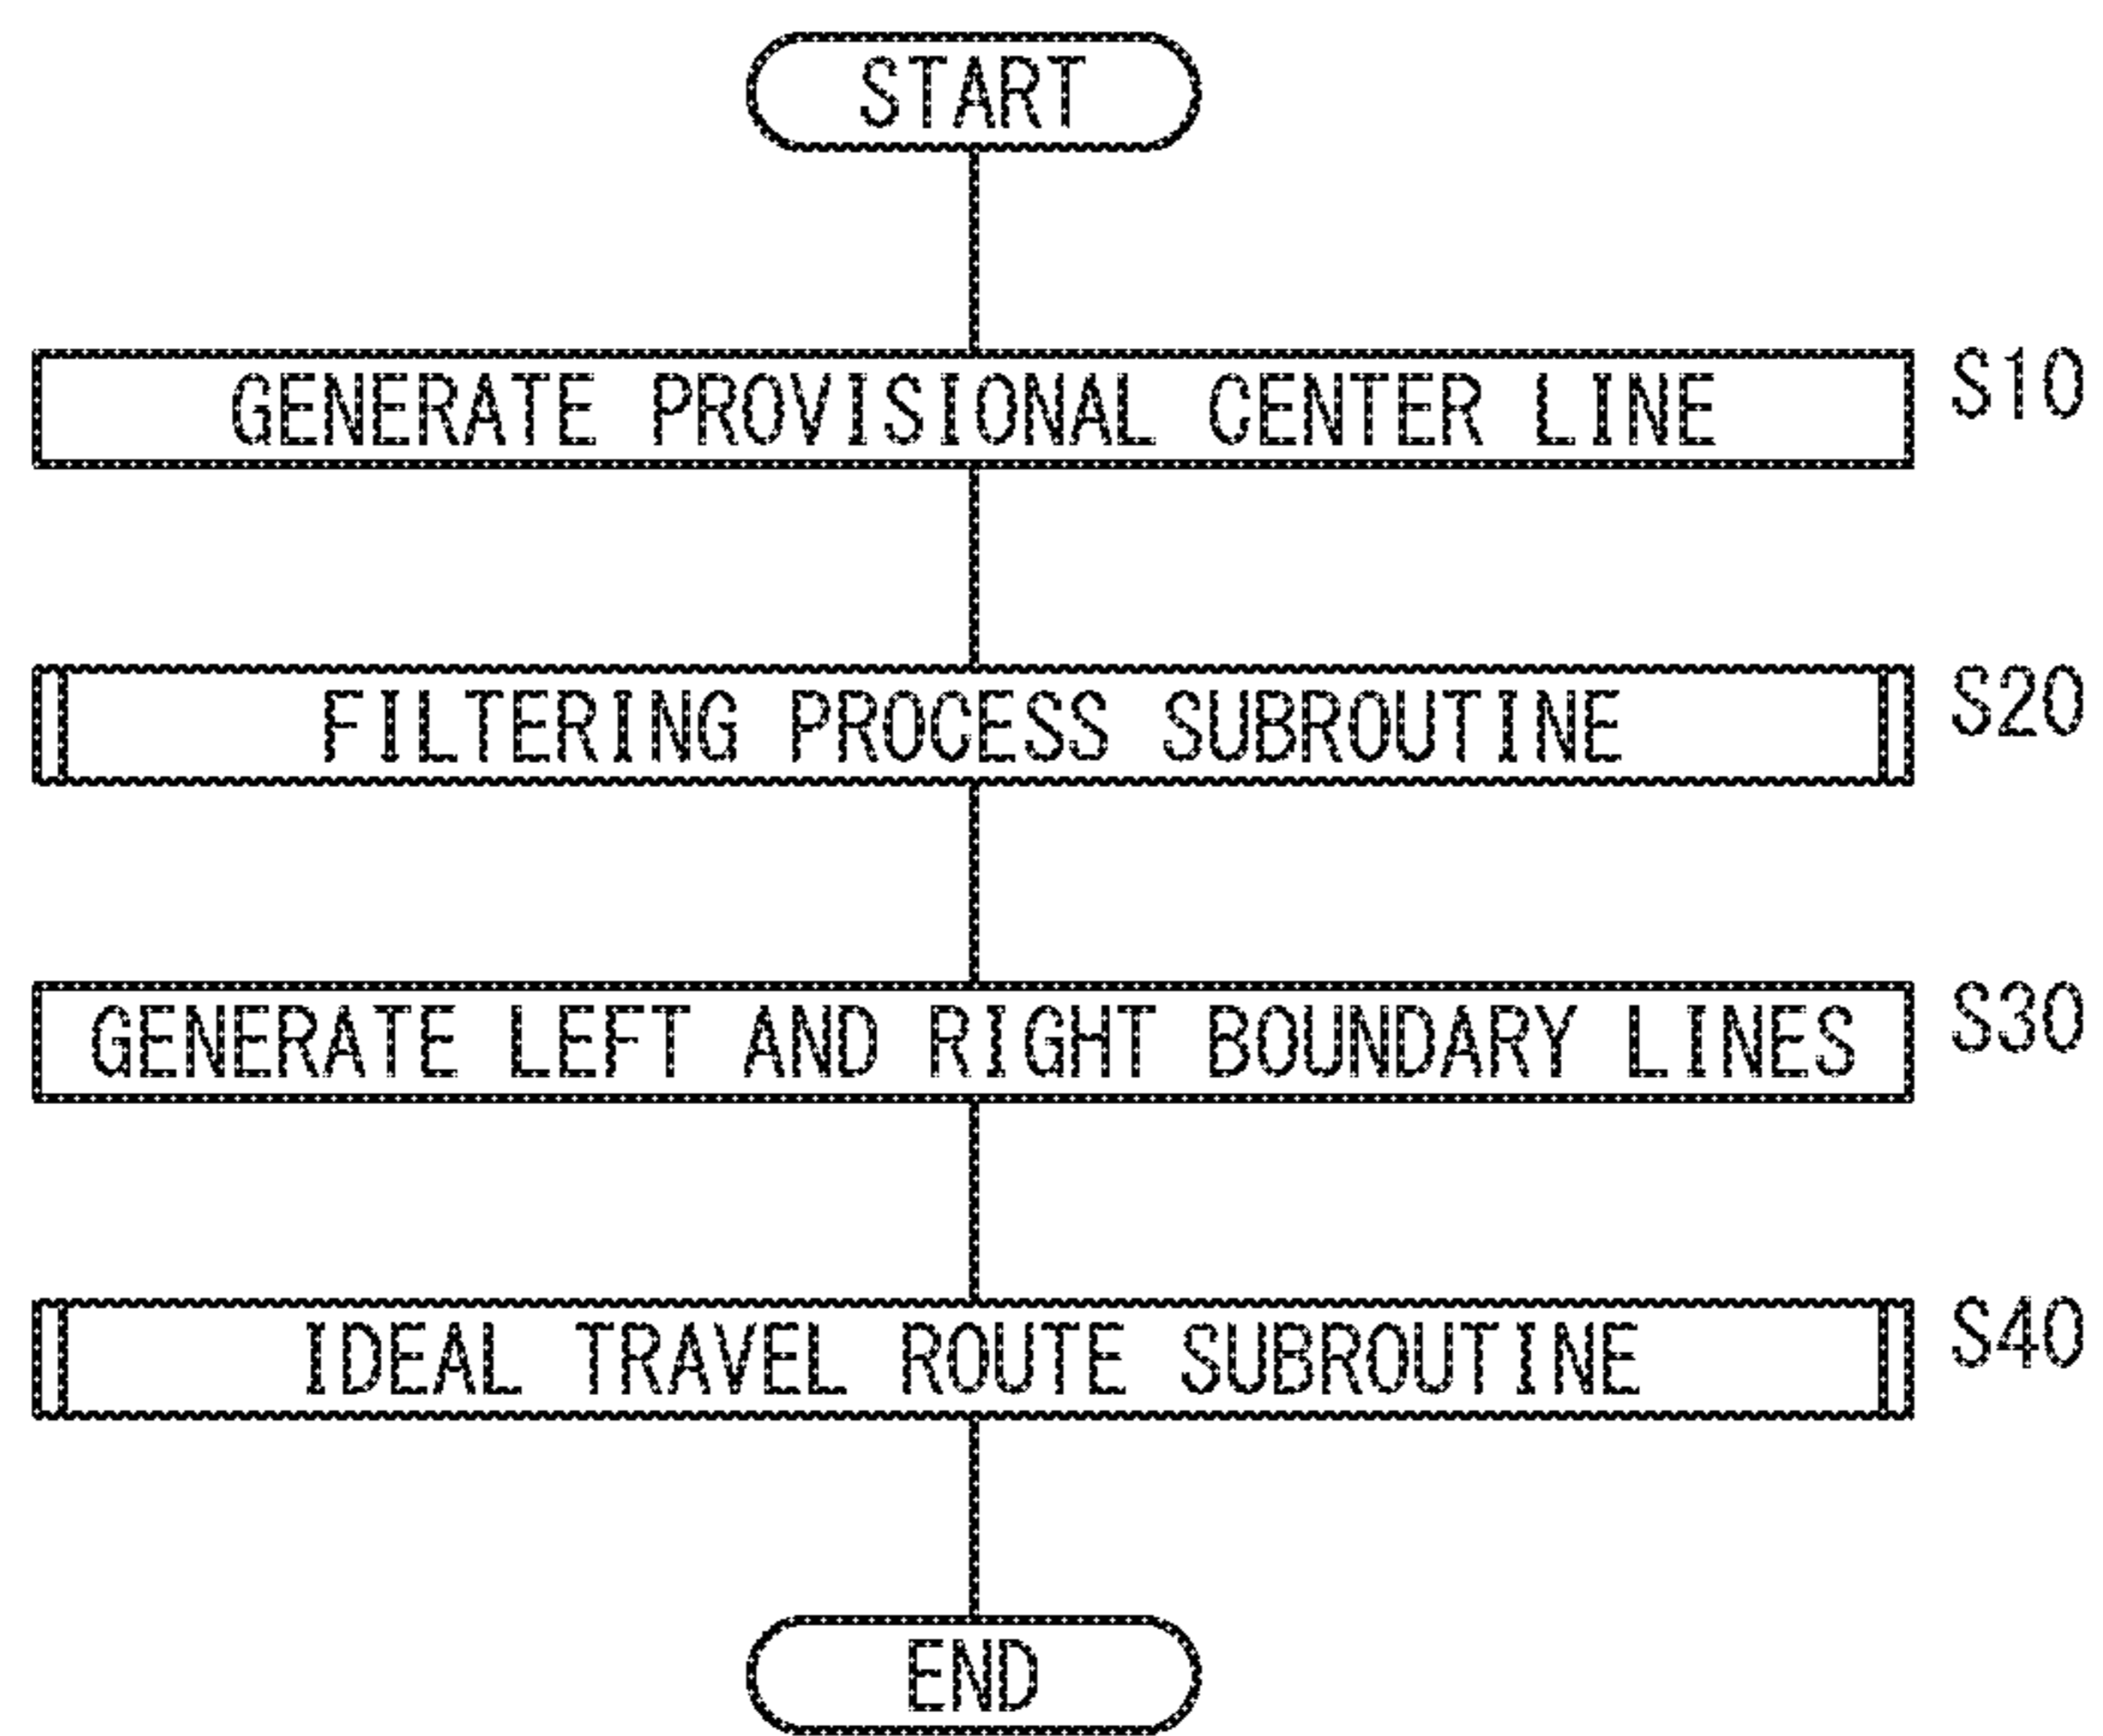 START
GENERATE PROVISIONAL CENTER LINE S10
FILTERING PROCESS SUBROUTINE S20
GENERATE LEFT AND RIGHT BOUNDARY LINES S30
IDEAL TRAVEL ROUTE SUBROUTINE S40
END